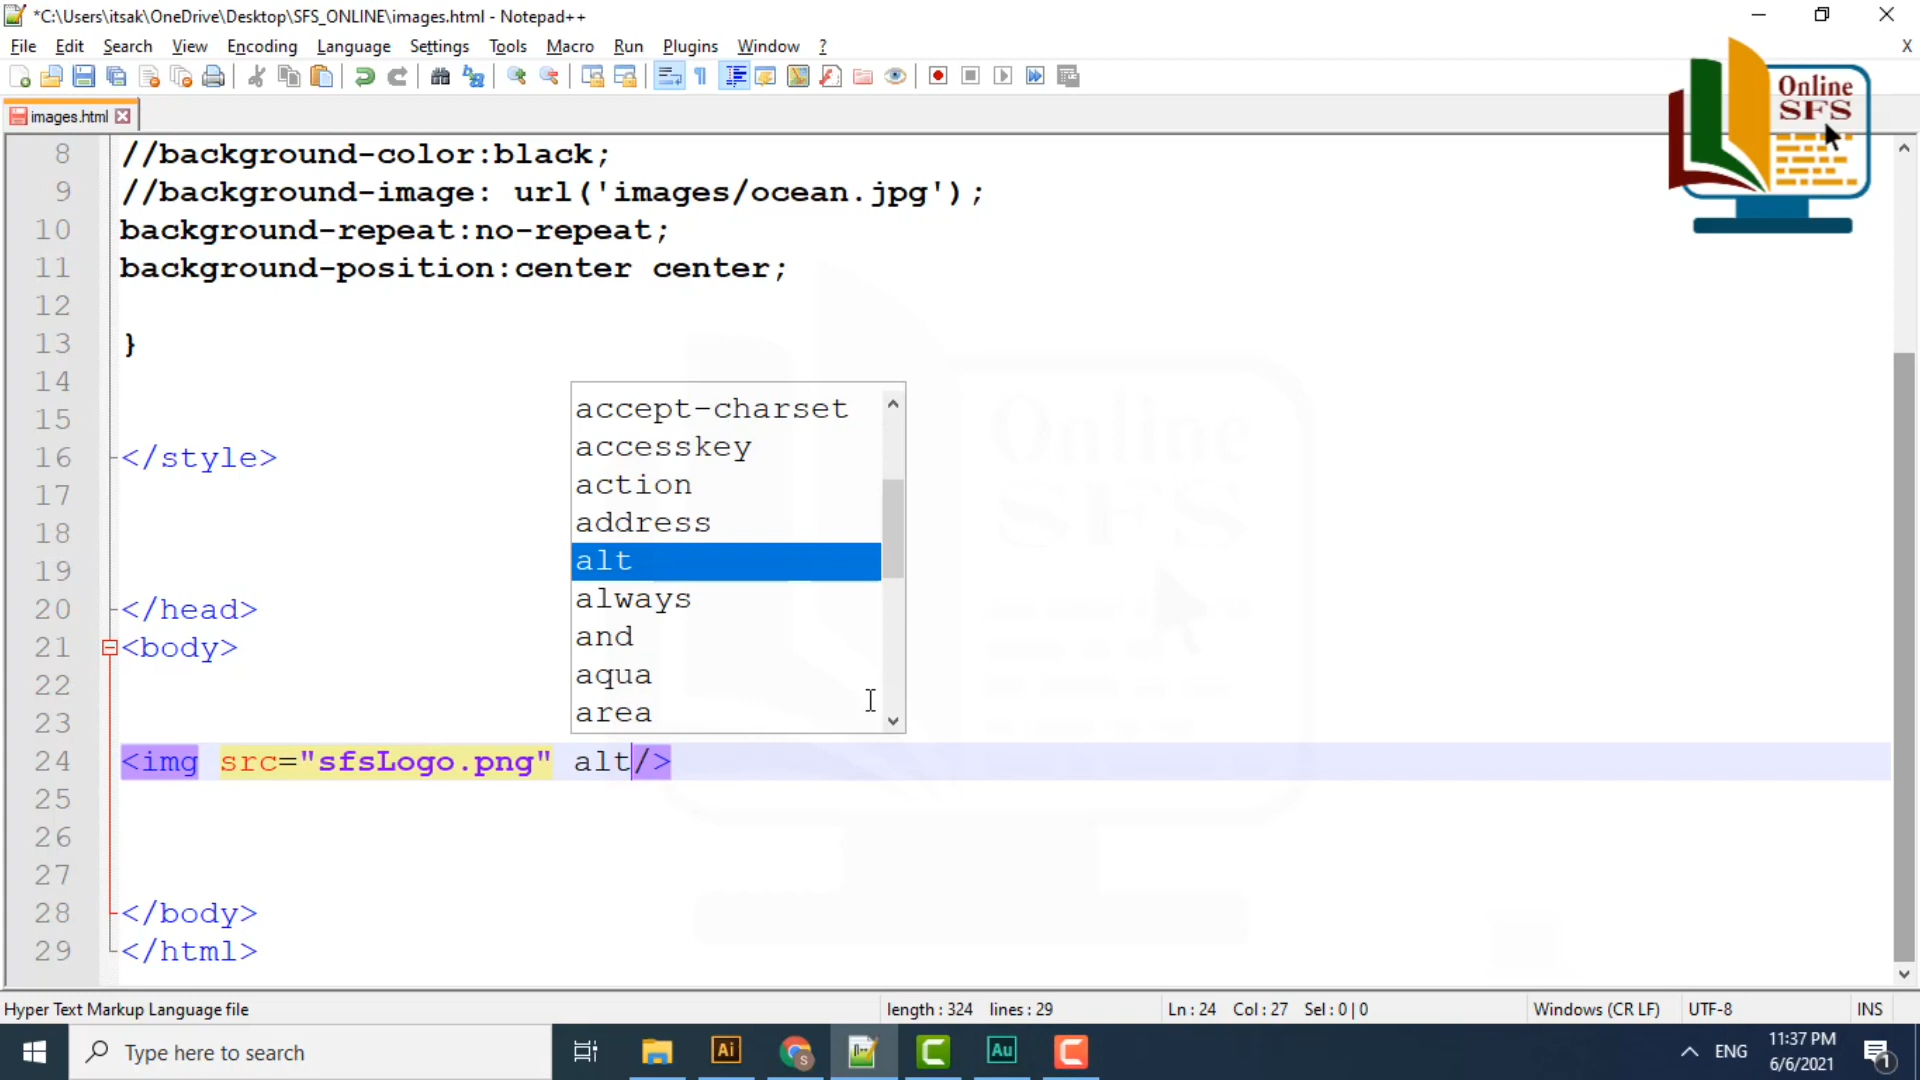 *C:\Users\itsak\OneDrive\Desktop\SFS_ONLINE\images.html - Notepad++
File Edit Search View Encoding Language Settings Tools Macro Run Plugins Window ? X
images.html
Online
SFS
8 //background-color:black;
9 //background-image: url('images/ocean.jpg');
10 background-repeat:no-repeat;
11 background-position:center center;
12
13 }
14
15
16 </style>
17
18
19
20 </head>
21 <body>
22
23
24 <img src="sfsLogo.png" alt/>
25
26
27
28 </body>
29 </html>
accept-charset
accesskey
action
address
alt
always
and
aqua
area
Online
SFS
Hyper Text Markup Language file length : 324 lines : 29 Ln : 24 Col : 27 Sel : 0 | 0 Windows (CR LF) UTF-8 INS
Type here to search
Ai
S
Au
ENG
11:37 PM
6/6/2021
1